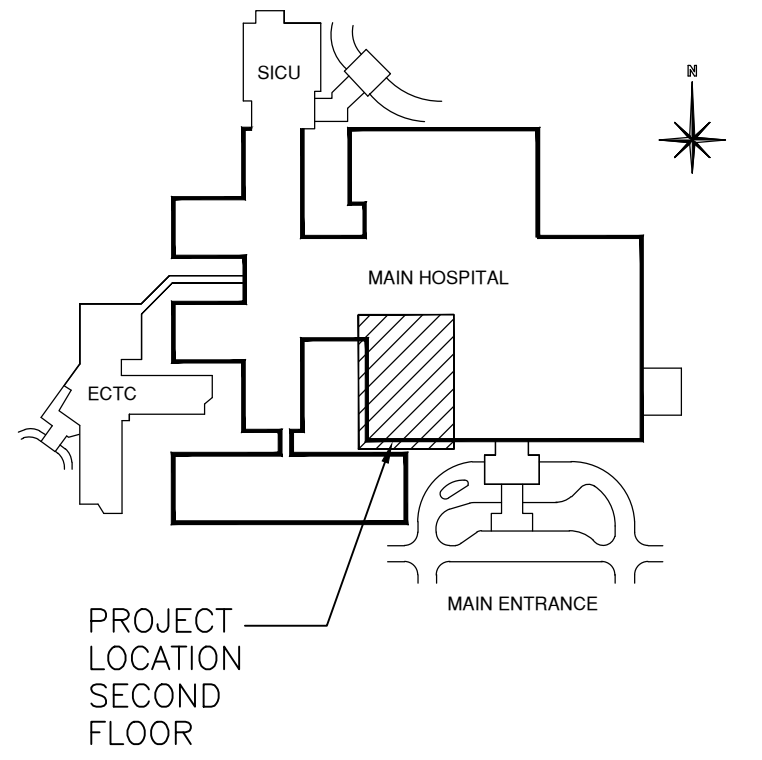 SICU
N
MAIN HOSPITAL
ECTC
MAIN ENTRANCE
PROJECT
LOCATION
SECOND
FLOOR